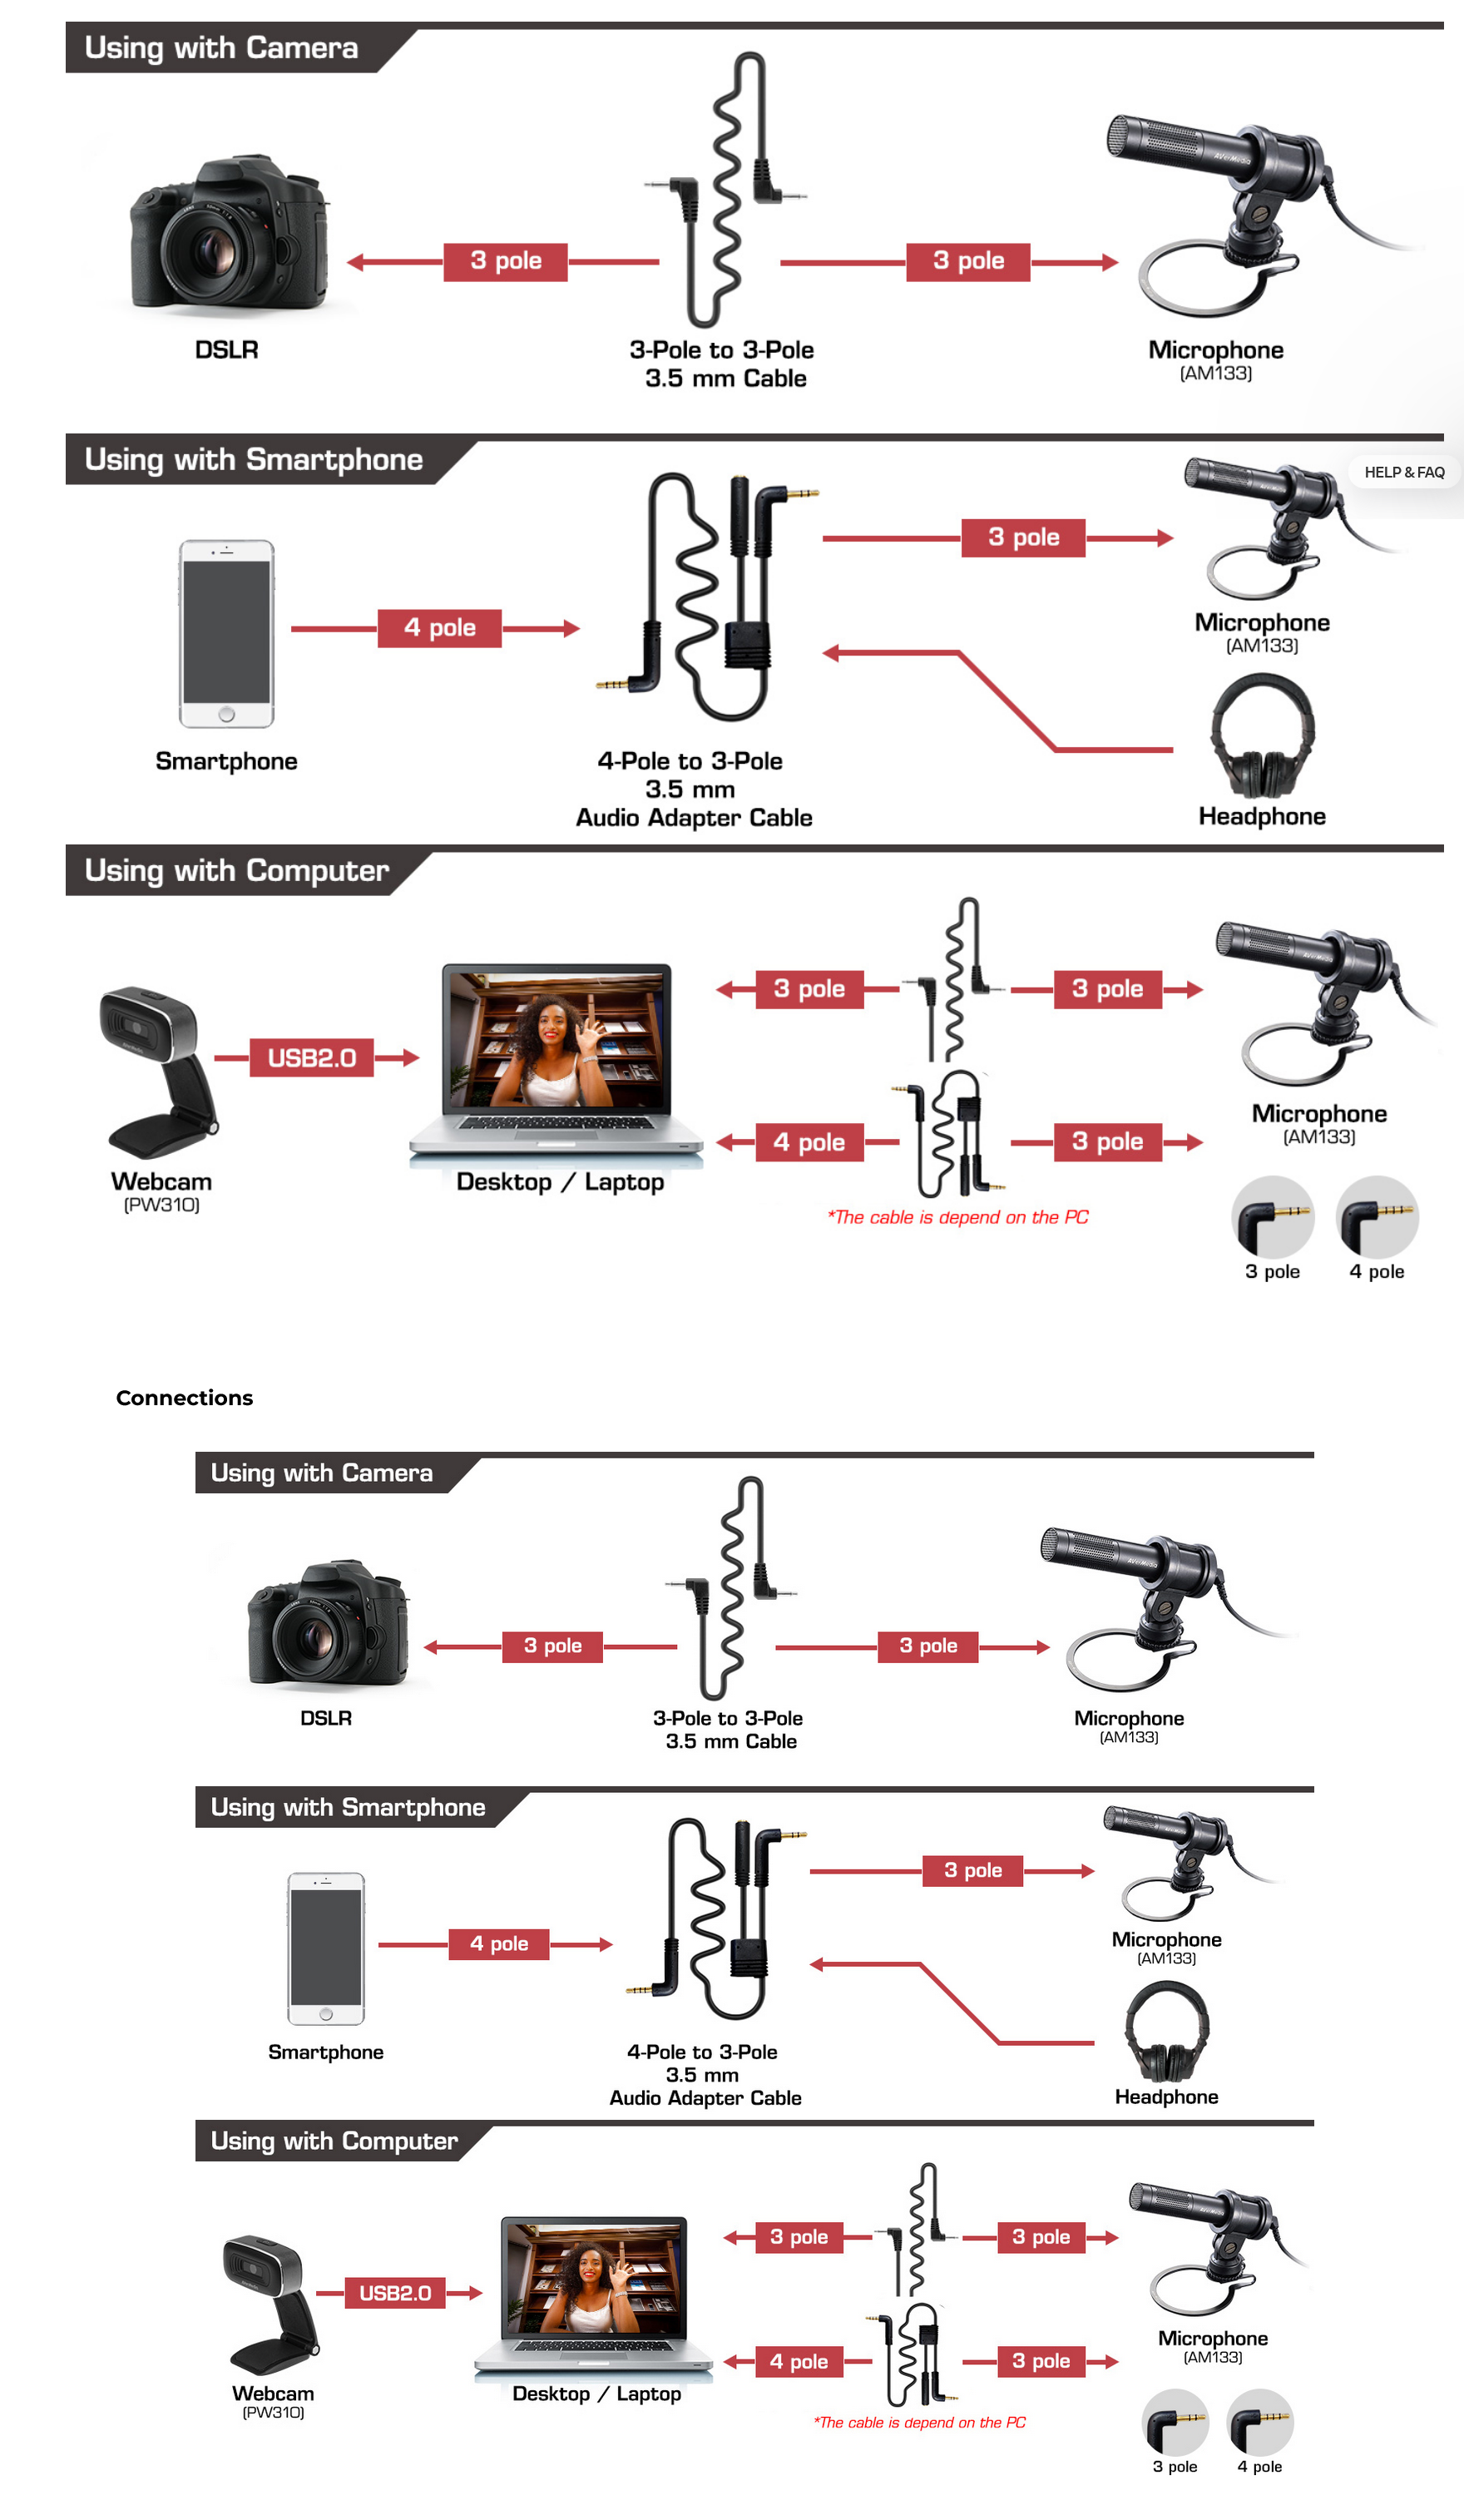 Using with Camera
AVerMedia
3 pole
3 pole
DSLR
3-Pole to 3-Pole
3.5 mm Cable
Microphone
(AM133)
Using with Smartphone
HELP & FAQ
3 pole
4 pole
Microphone
(AM133)
Smartphone
4-Pole to 3-Pole
3.5 mm
Audio Adapter Cable
Headphone
Using with Computer
AVerMedia
3 pole
3 pole
USB2.0
4 pole
3 pole
Microphone
(AM133)
Webcam
(PW310)
Desktop / Laptop
*The cable is depend on the PC
3 pole
4 pole
Connections
Using with Camera
AVerMedia
3 pole
3 pole
DSLR
3-Pole to 3-Pole
3.5 mm Cable
Microphone
(AM133)
Using with Smartphone
3 pole
4 pole
Microphone
(AM133)
Smartphone
4-Pole to 3-Pole
3.5 mm
Audio Adapter Cable
Headphone
Using with Computer
3 pole
3 pole
USB2.0
4 pole
3 pole
Microphone
(AM133)
Webcam
(PW310)
Desktop / Laptop
*The cable is depend on the PC
3 pole
4 pole